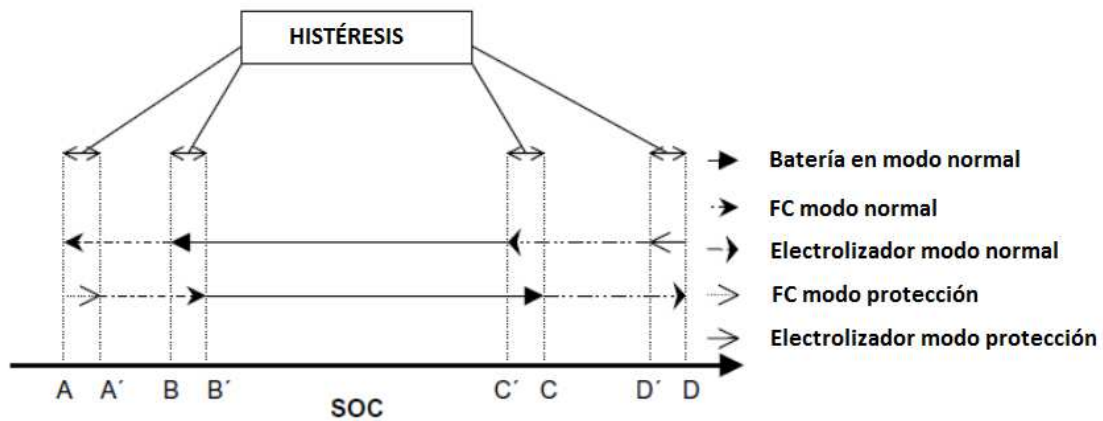 HISTÉRESIS
Batería en modo normal
FC modo normal
Electrolizador modo normal
FC modo protección
Electrolizador modo protección
A A´ B B´ C´ C D´ D
SOC